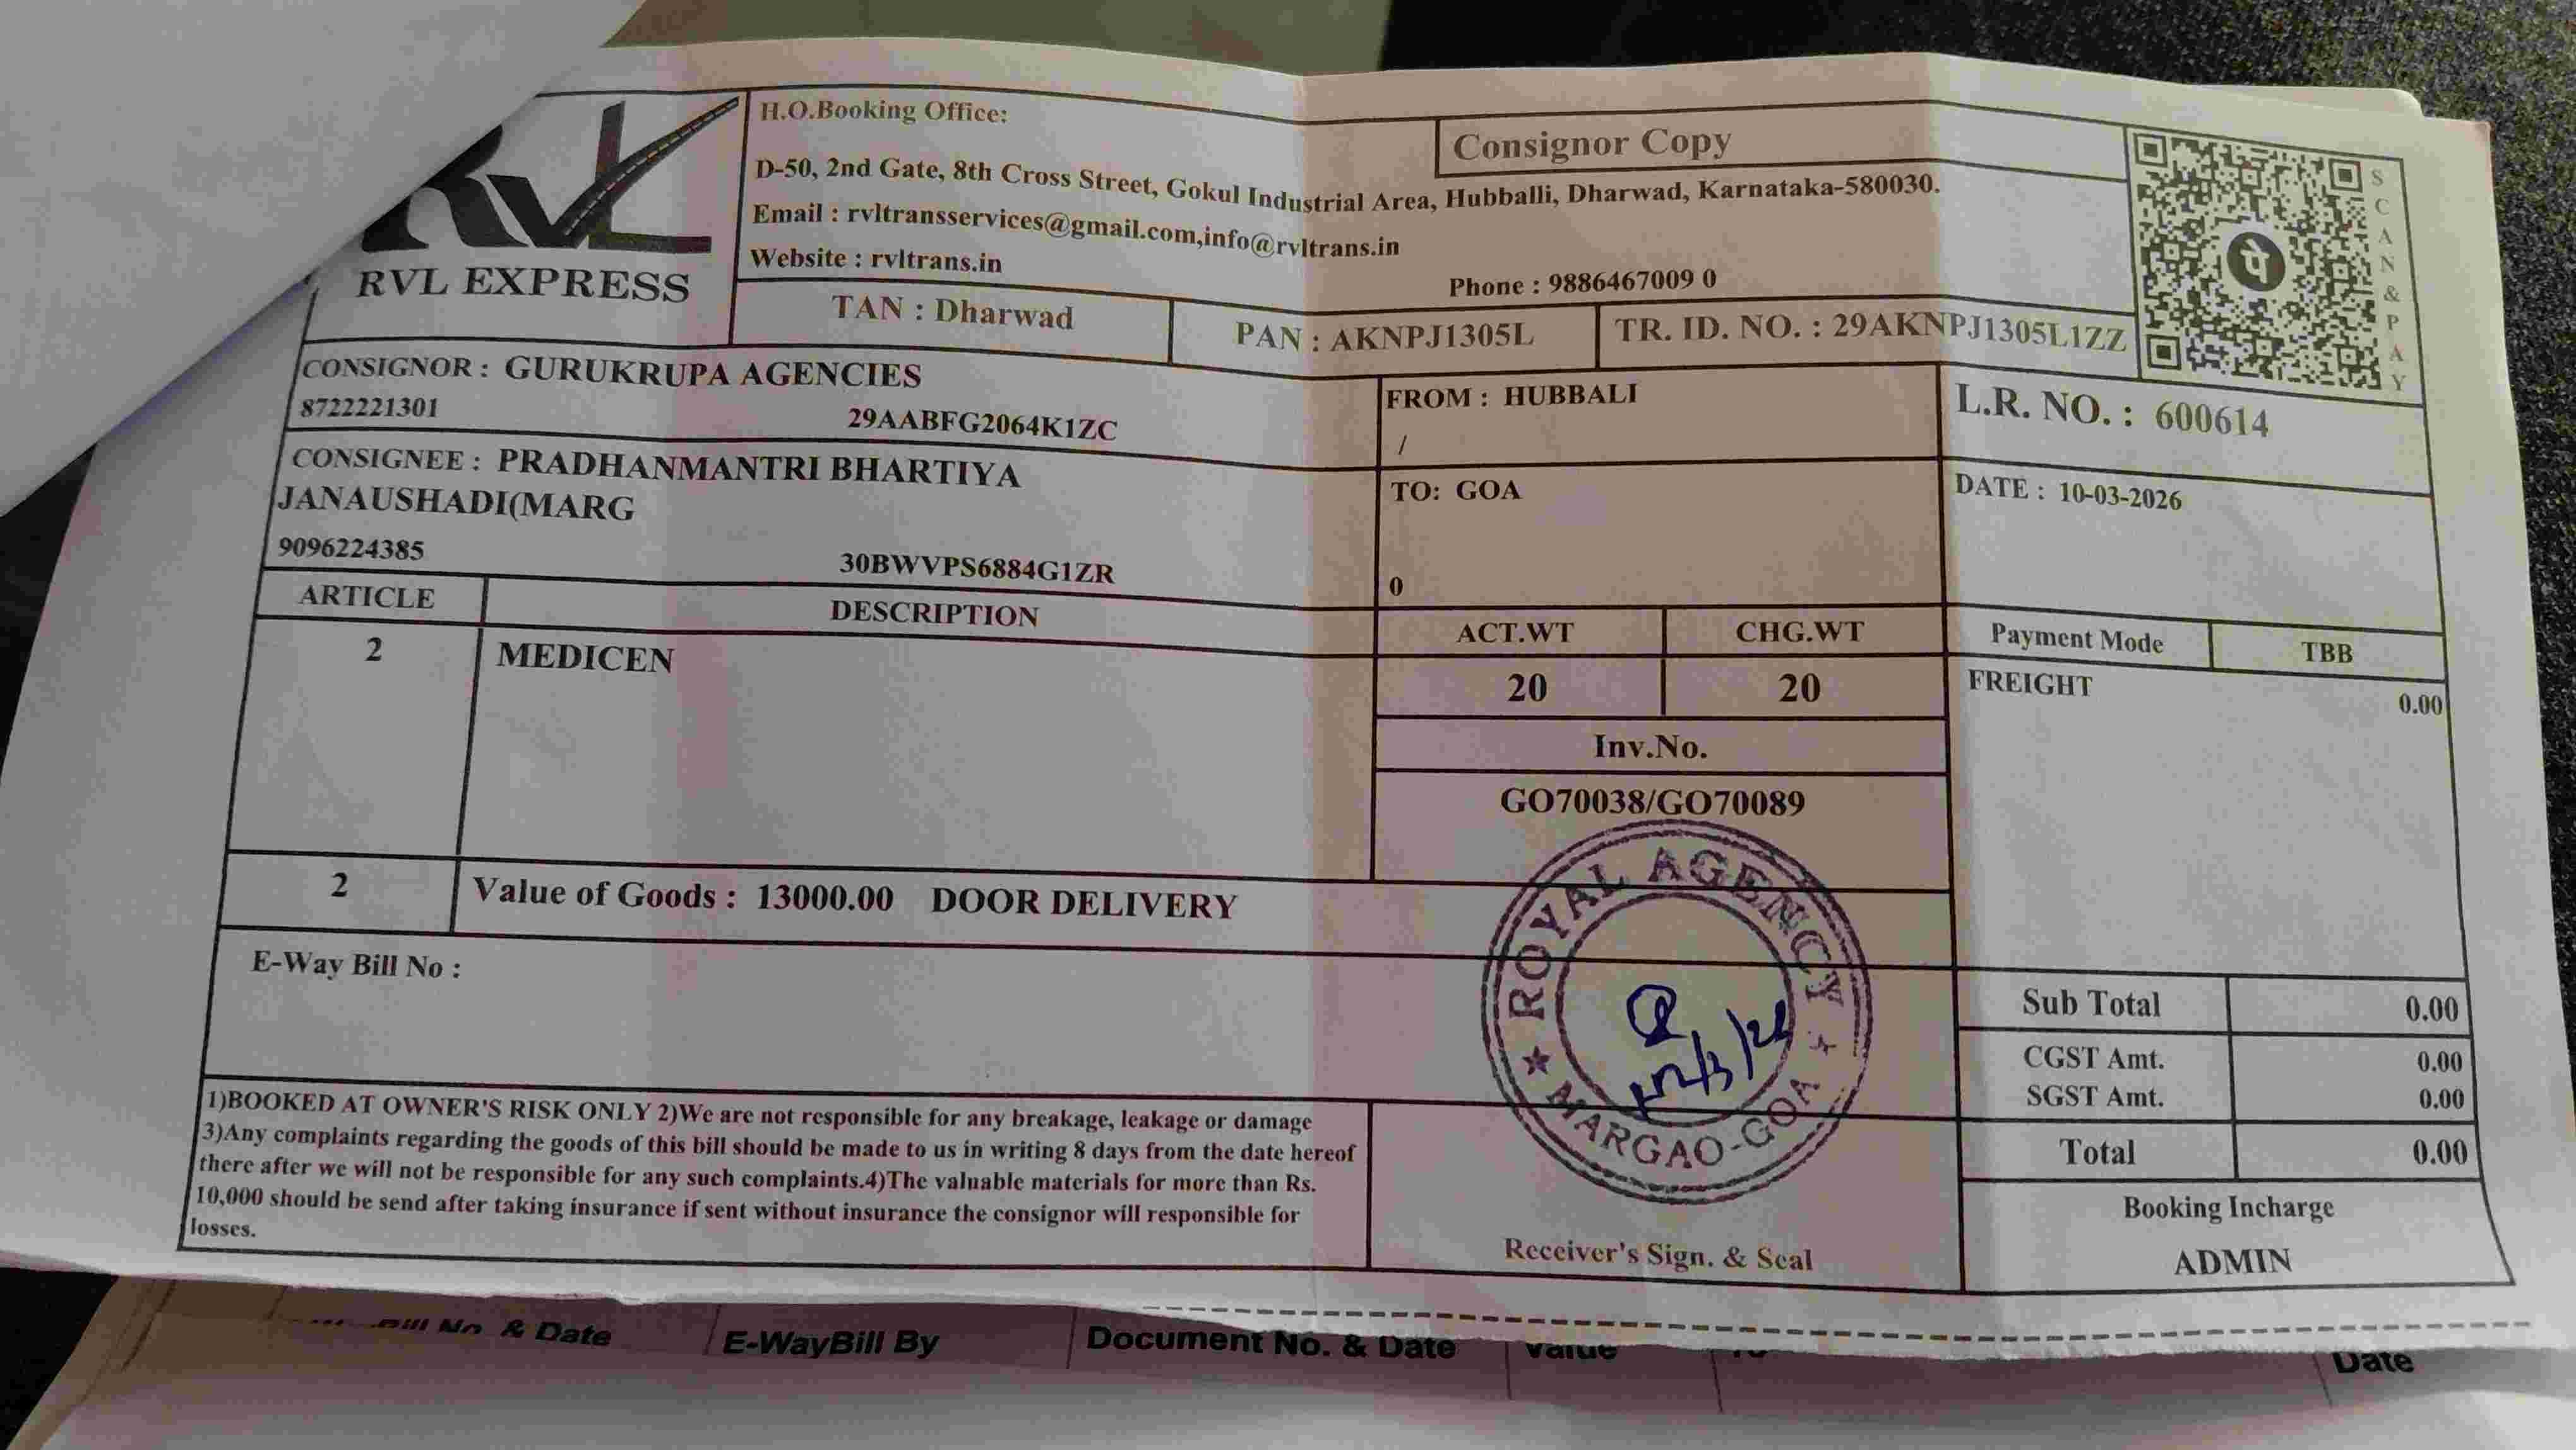 RVL
RVL EXPRESS
H.O.Booking Office:
Consignor Copy
D-50, 2nd Gate, 8th Cross Street, Gokul Industrial Area, Hubballi, Dharwad, Karnataka-580030.
Email : rvltransservices@gmail.com,info@rvltrans.in
Website : rvltrans.in
Phone : 9886467009 0
SCAN&PAY
TAN : Dharwad
PAN : AKNPJ1305L
TR. ID. NO. : 29AKNPJ1305L1ZZ
CONSIGNOR : GURUKRUPA AGENCIES
8722221301 29AABFG2064K1ZC
FROM : HUBBALI
/
L.R. NO. : 600614
CONSIGNEE : PRADHANMANTRI BHARTIYA
JANAUSHADI(MARG
9096224385 30BWVPS6884G1ZR
TO: GOA
0
DATE : 10-03-2026
ARTICLE DESCRIPTION
ACT.WT CHG.WT
Payment Mode TBB
2 MEDICEN
20 20
FREIGHT 0.00
Inv.No.
GO70038/GO70089
2 Value of Goods : 13000.00 DOOR DELIVERY
E-Way Bill No :
ROYAL AGENCY
MARGAO-GOA
Sub Total 0.00
CGST Amt. 0.00
SGST Amt. 0.00
Total 0.00
1)BOOKED AT OWNER'S RISK ONLY 2)We are not responsible for any breakage, leakage or damage
3)Any complaints regarding the goods of this bill should be made to us in writing 8 days from the date hereof
there after we will not be responsible for any such complaints.4)The valuable materials for more than Rs.
10,000 should be send after taking insurance if sent without insurance the consignor will responsible for
losses.
Receiver's Sign. & Seal
Booking Incharge
ADMIN
Bill No. & Date
E-WayBill By
Document No. & Date
Value
Date